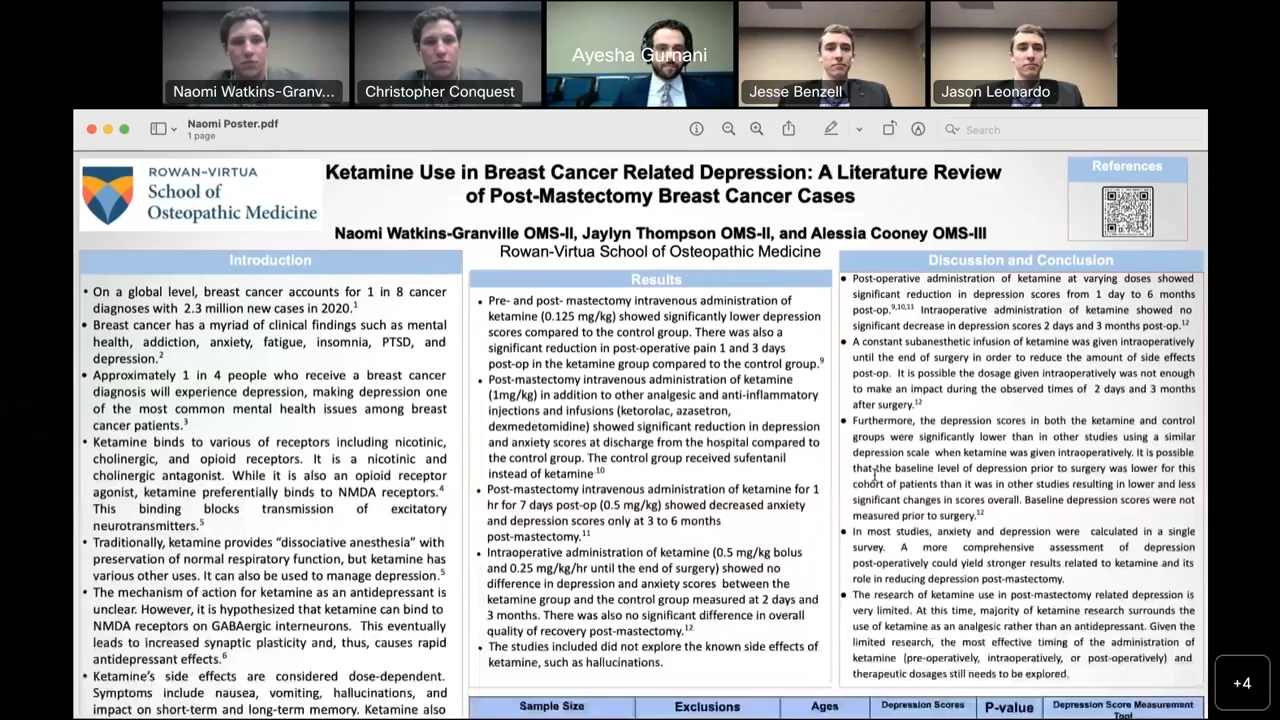 Naomi Watkins-Granv...
Christopher Conquest
Ayesha Gurnani
Jesse Benzell
Jason Leonardo
Naomi Poster.pdf
1 page
Search
ROWAN-VIRTUA
School of
Osteopathic Medicine
Ketamine Use in Breast Cancer Related Depression: A Literature Review
of Post-Mastectomy Breast Cancer Cases
Naomi Watkins-Granville OMS-II, Jaylyn Thompson OMS-II, and Alessia Cooney OMS-III
Rowan-Virtua School of Osteopathic Medicine
References
Introduction
• On a global level, breast cancer accounts for 1 in 8 cancer
diagnoses with 2.3 million new cases in 2020.1
• Breast cancer has a myriad of clinical findings such as mental
health, addiction, anxiety, fatigue, insomnia, PTSD, and
depression.2
• Approximately 1 in 4 people who receive a breast cancer
diagnosis will experience depression, making depression one
of the most common mental health issues among breast
cancer patients.3
• Ketamine binds to various of receptors including nicotinic,
cholinergic, and opioid receptors. It is a nicotinic and
cholinergic antagonist. While it is also an opioid receptor
agonist, ketamine preferentially binds to NMDA receptors.4
This binding blocks transmission of excitatory
neurotransmitters.5
• Traditionally, ketamine provides “dissociative anesthesia” with
preservation of normal respiratory function, but ketamine has
various other uses. It can also be used to manage depression.5
• The mechanism of action for ketamine as an antidepressant is
unclear. However, it is hypothesized that ketamine can bind to
NMDA receptors on GABAergic interneurons. This eventually
leads to increased synaptic plasticity and, thus, causes rapid
antidepressant effects.6
• Ketamine’s side effects are considered dose-dependent.
Symptoms include nausea, vomiting, hallucinations, and
impact on short-term and long-term memory. Ketamine also
Results
• Pre- and post- mastectomy intravenous administration of
ketamine (0.125 mg/kg) showed significantly lower depression
scores compared to the control group. There was also a
significant reduction in post-operative pain 1 and 3 days
post-op in the ketamine group compared to the control group.9
• Post-mastectomy intravenous administration of ketamine
(1mg/kg) in addition to other analgesic and anti-inflammatory
injections and infusions (ketorolac, azasetron,
dexmedetomidine) showed significant reduction in depression
and anxiety scores at discharge from the hospital compared to
the control group. The control group received sufentanil
instead of ketamine10
• Post-mastectomy intravenous administration of ketamine for 1
hr for 7 days post-op (0.5 mg/kg) showed decreased anxiety
and depression scores only at 3 to 6 months
post-mastectomy.11
• Intraoperative administration of ketamine (0.5 mg/kg bolus
and 0.25 mg/kg/hr until the end of surgery) showed no
difference in depression and anxiety scores between the
ketamine group and the control group measured at 2 days and
3 months. There was also no significant difference in overall
quality of recovery post-mastectomy.12
• The studies included did not explore the known side effects of
ketamine, such as hallucinations.
Discussion and Conclusion
• Post-operative administration of ketamine at varying doses showed
significant reduction in depression scores from 1 day to 6 months
post-op.9,10,11 Intraoperative administration of ketamine showed no
significant decrease in depression scores 2 days and 3 months post-op.12
• A constant subanesthetic infusion of ketamine was given intraoperatively
until the end of surgery in order to reduce the amount of side effects
post-op. It is possible the dosage given intraoperatively was not enough
to make an impact during the observed times of 2 days and 3 months
after surgery.12
• Furthermore, the depression scores in both the ketamine and control
groups were significantly lower than in other studies using a similar
depression scale when ketamine was given intraoperatively. It is possible
that the baseline level of depression prior to surgery was lower for this
cohort of patients than it was in other studies resulting in lower and less
significant changes in scores overall. Baseline depression scores were not
measured prior to surgery.12
• In most studies, anxiety and depression were calculated in a single
survey. A more comprehensive assessment of depression
post-operatively could yield stronger results related to ketamine and its
role in reducing depression post-mastectomy.
• The research of ketamine use in post-mastectomy related depression is
very limited. At this time, majority of ketamine research surrounds the
use of ketamine as an analgesic rather than an antidepressant. Given the
limited research, the most effective timing of the administration of
ketamine (pre-operatively, intraoperatively, or post-operatively) and
therapeutic dosages still needs to be explored.
Sample Size
Exclusions
Ages
Depression Scores
P-value
Depression Score Measurement
Tool
+4